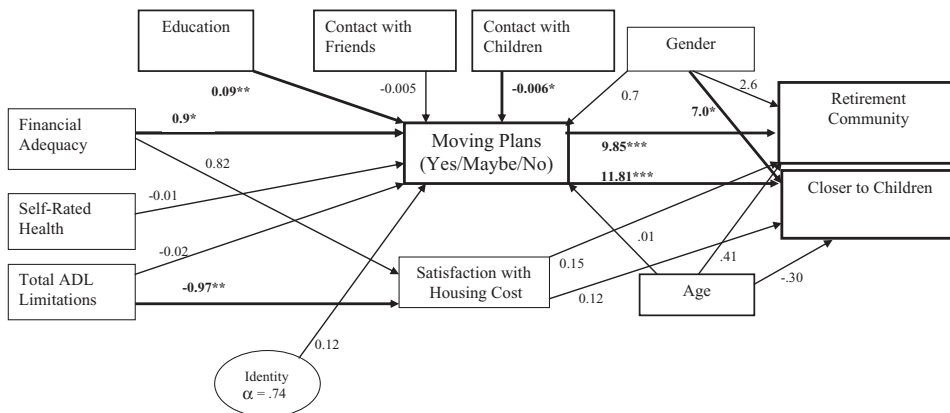 Education
Contact with
Friends
Contact with
Children
Gender
0.09**
-0.005
-0.006*
0.7
2.6
7.0*
Retirement
Community
Financial
Adequacy
0.9*
Moving Plans
(Yes/Maybe/No)
9.85***
11.81***
Closer to Children
0.82
Self-Rated
Health
-0.01
-0.02
Total ADL
Limitations
-0.97**
Satisfaction with
Housing Cost
0.15
.01
0.12
.41
Age
-.30
0.12
Identity
α = .74